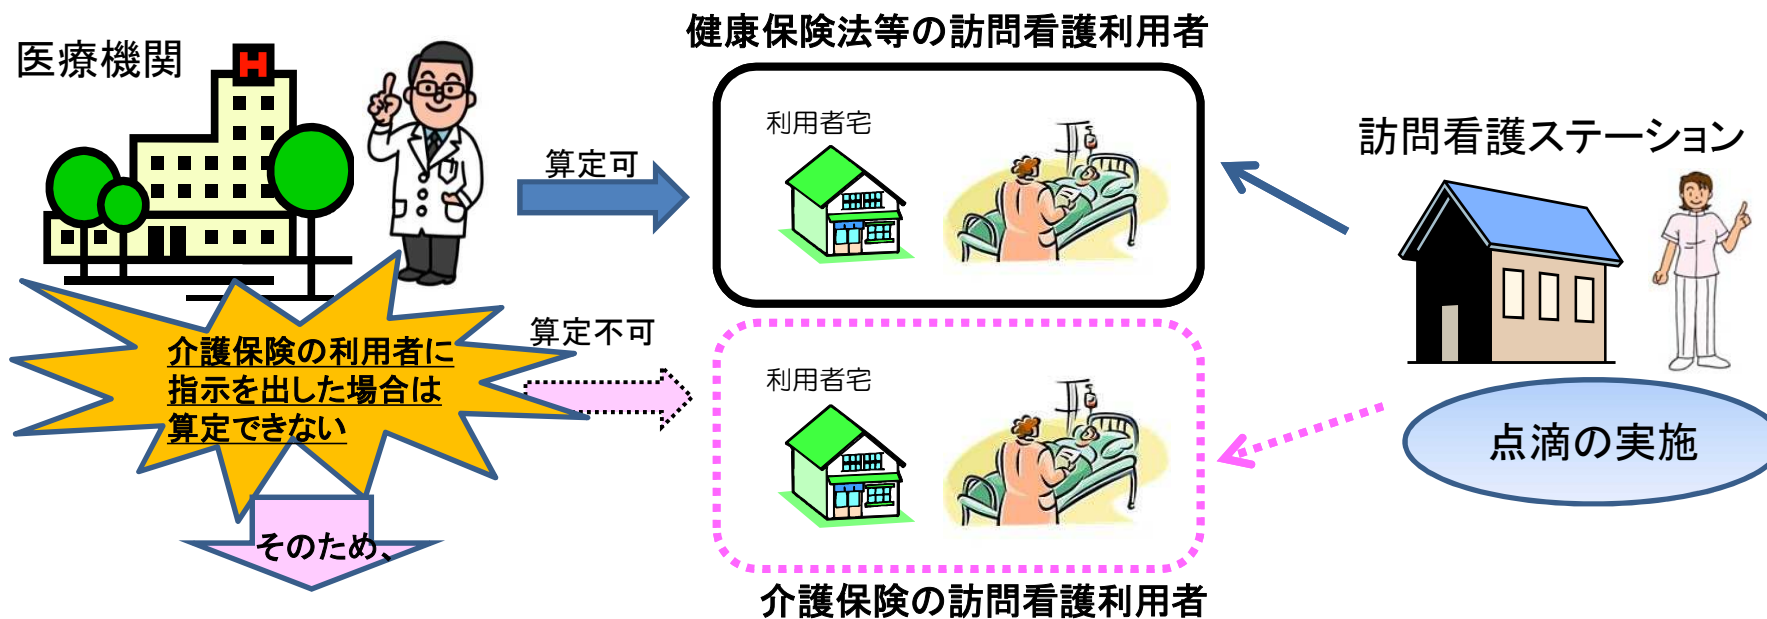 健康保険法等の訪問看護利用者
医療機関
H
利用者宅
算定可
訪問看護ステーション
介護保険の利用者に
指示を出した場合は
算定できない
算定不可
利用者宅
点滴の実施
そのため、
介護保険の訪問看護利用者